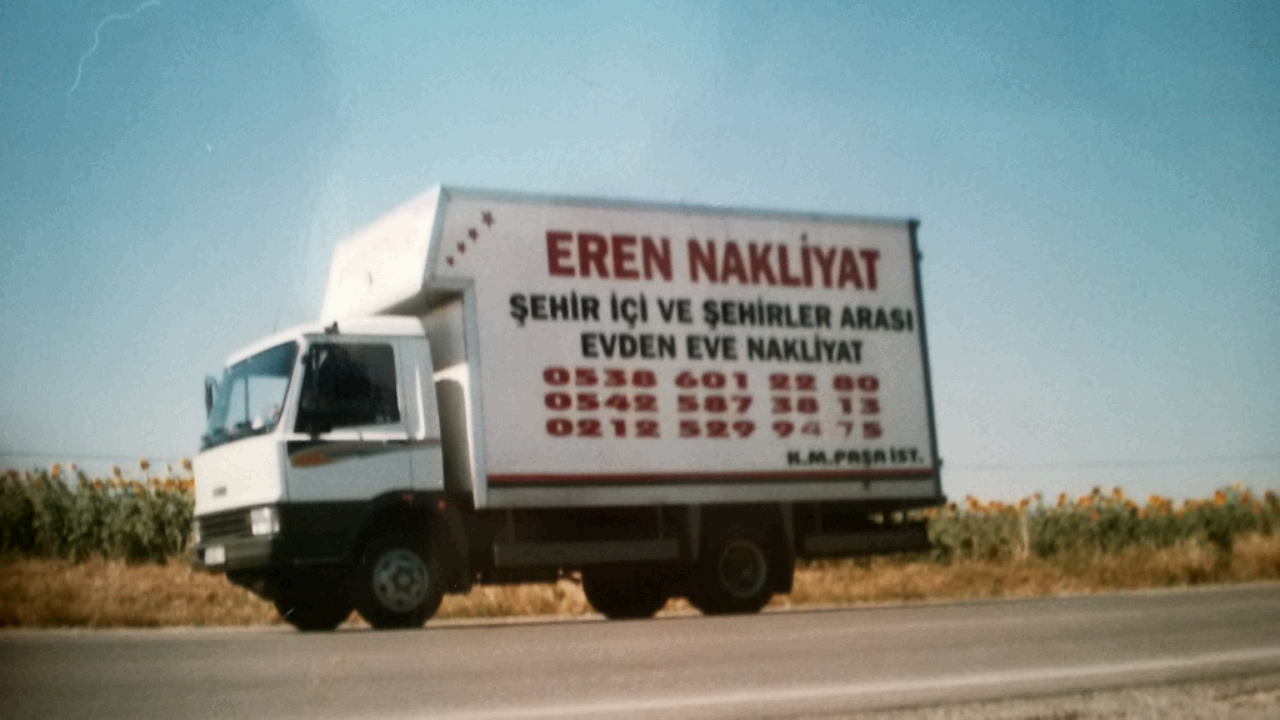 EREN NAKLİYAT
ŞEHİR İÇİ VE ŞEHİRLER ARASI
EVDEN EVE NAKLİYAT
0538 601 22 80
0542 587 38 13
0212 529 94 75
K.M.PAŞA İST.